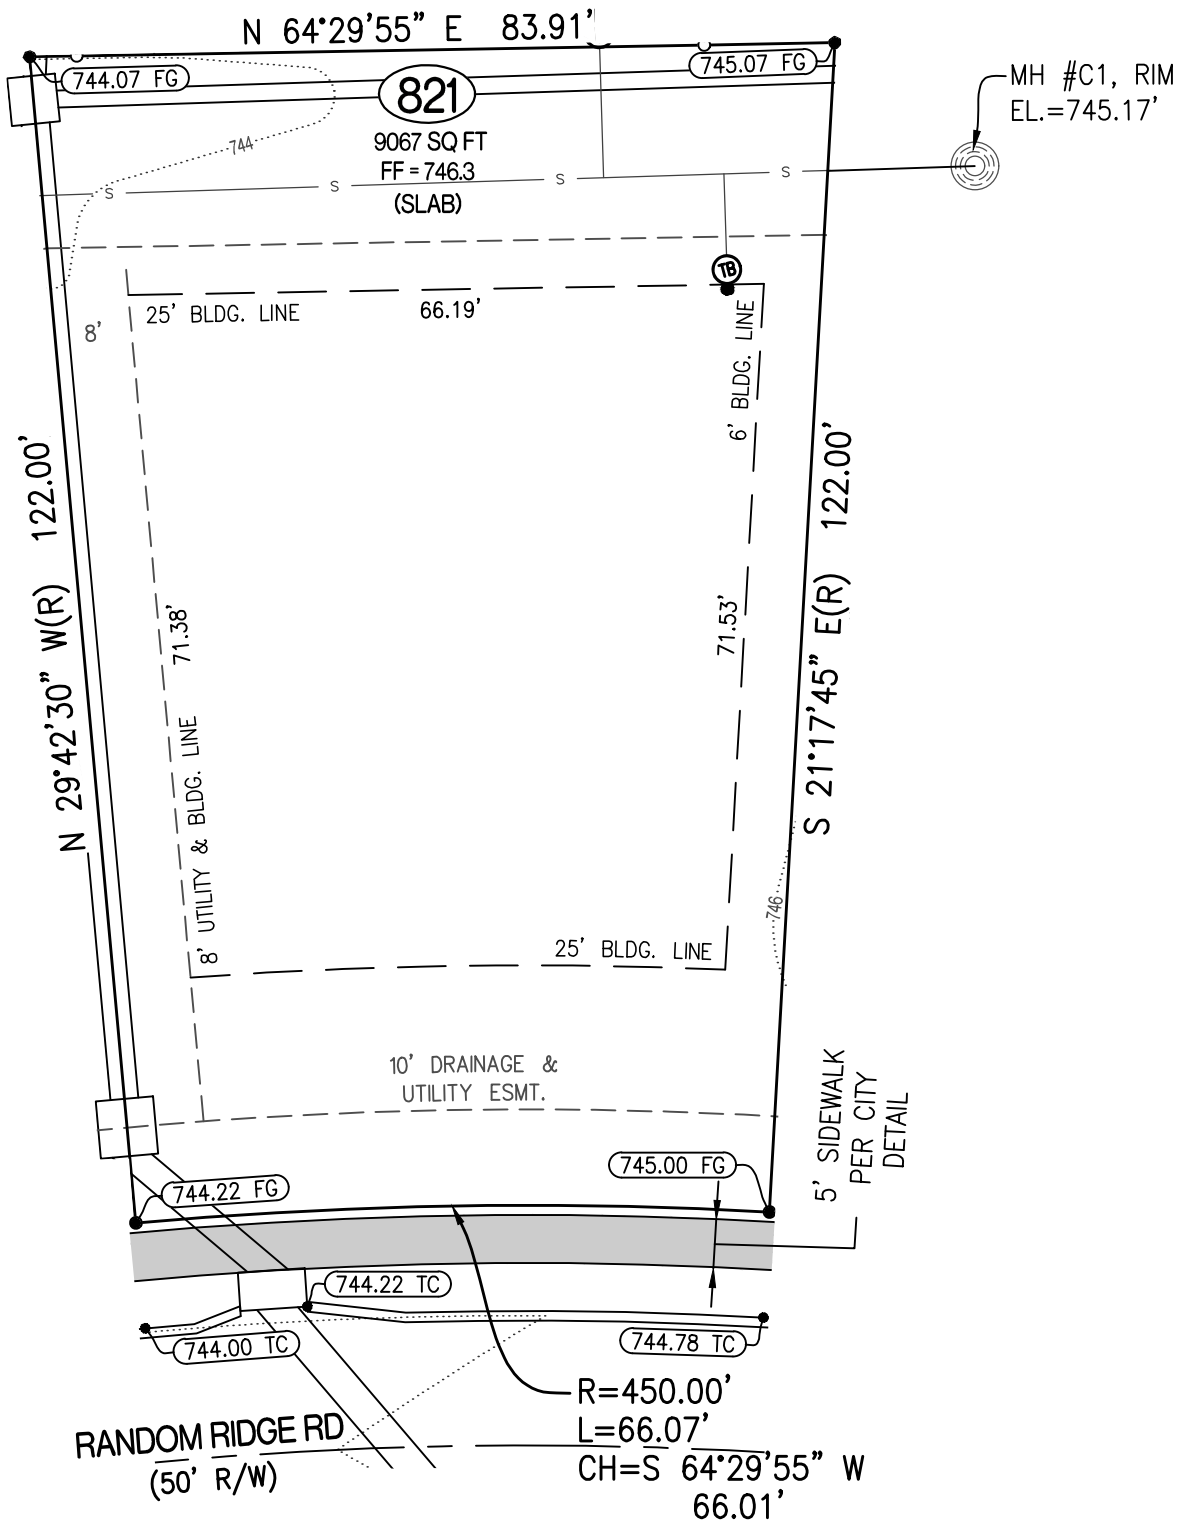 N 64°29'55" E 83.91'
744.07 FG
745.07 FG
MH #C1, RIM
EL.=745.17'
821
9067 SQ FT
FF = 746.3
(SLAB)
744
S S S S
TB
25' BLDG. LINE
66.19'
6' BLDG. LINE
8'
N 29°42'30" W(R) 122.00'
S 21°17'45" E(R) 122.00'
71.38'
71.53'
8' UTILITY & BLDG. LINE
25' BLDG. LINE
746
10' DRAINAGE &
UTILITY ESMT.
5' SIDEWALK
PER CITY
DETAIL
745.00 FG
744.22 FG
744.22 TC
744.00 TC
744.78 TC
R=450.00'
L=66.07'
CH=S 64°29'55" W
66.01'
RANDOM RIDGE RD
(50' R/W)